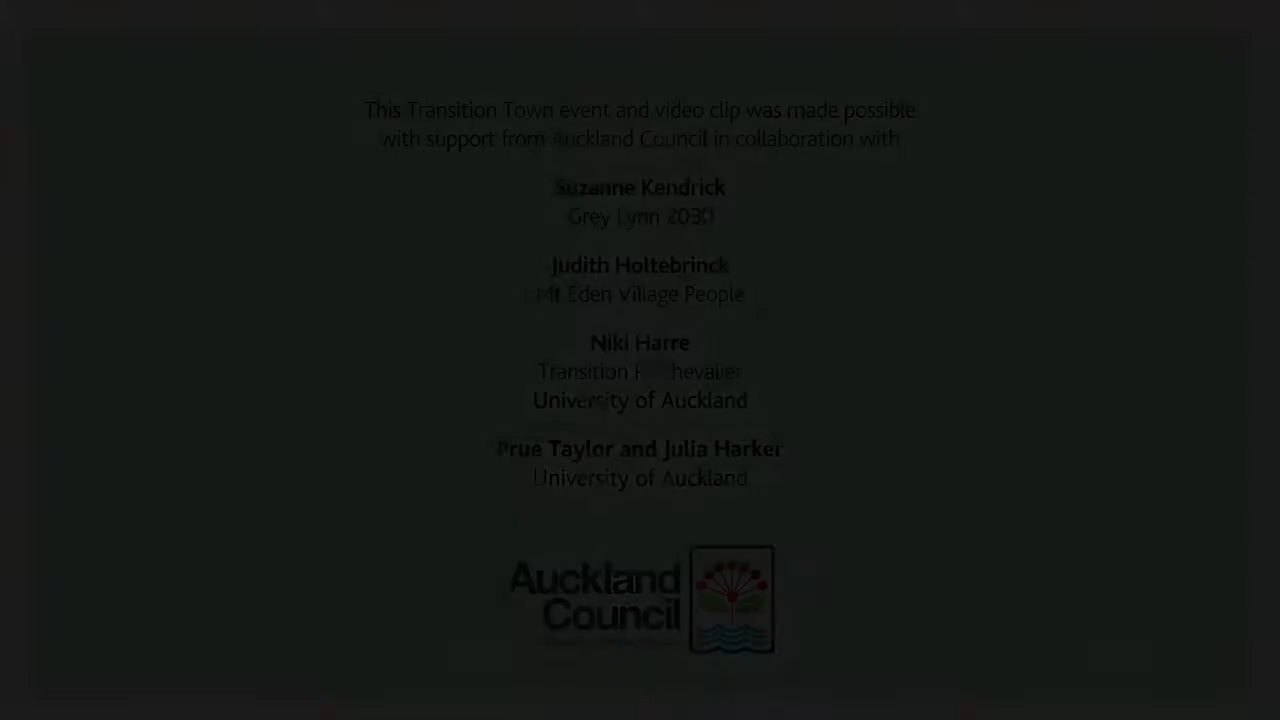 This Transition Town event and video clip was made possible
with support from Auckland Council in collaboration with
Suzanne Kendrick
Grey Lynn 2030
Judith Holtebrinck
Mt Eden Village People
Niki Harre
Transition
University of Auckland
Prue Taylor and Julia Harker
University of Auckland
Auckland
Council